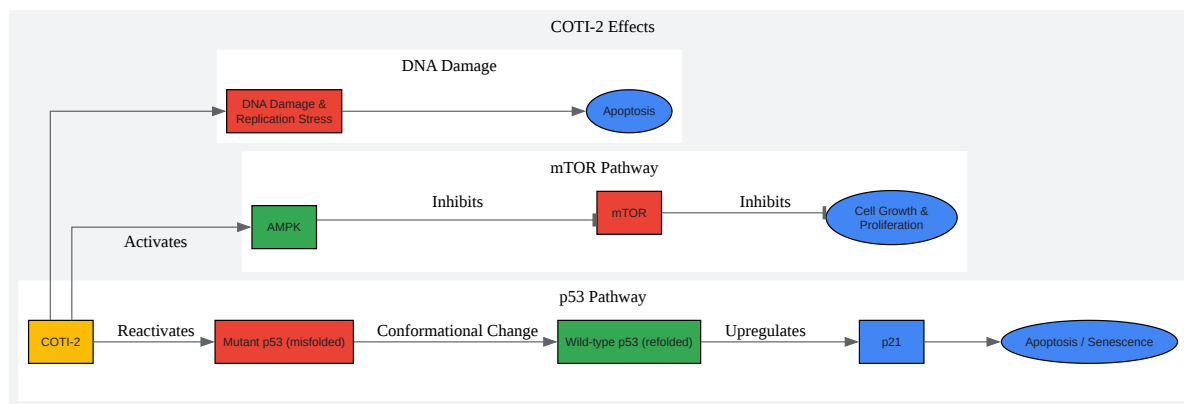 COTI-2 Effects
DNA Damage
DNA Damage &
Replication Stress
Apoptosis
mTOR Pathway
Inhibits
Inhibits
AMPK
mTOR
Cell Growth &
Proliferation
Activates
p53 Pathway
COTI-2
Reactivates
Mutant p53 (misfolded)
Conformational Change
Wild-type p53 (refolded)
Upregulates
p21
Apoptosis / Senescence